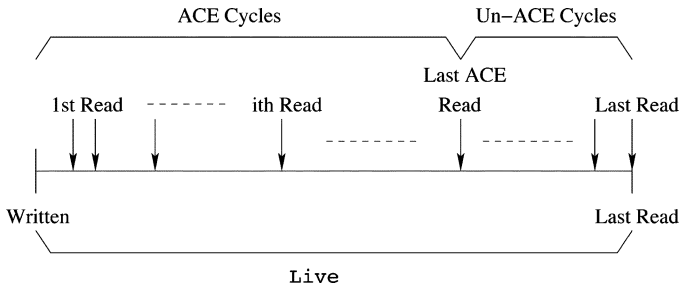 ACE Cycles
Un-ACE Cycles
Last ACE
1st Read
ith Read
Read
Last Read
Written
Last Read
Live